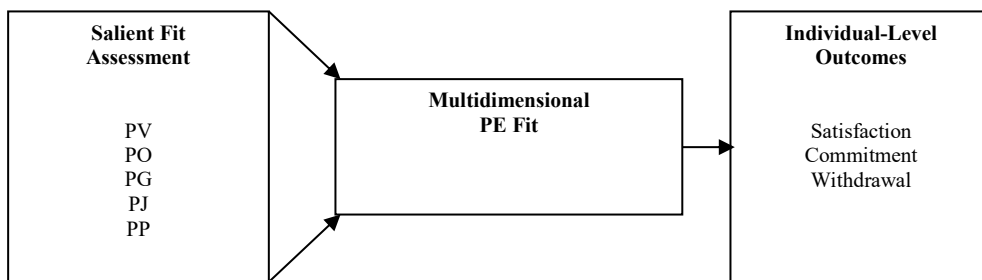 Salient Fit
Assessment
PV
PO
PG
PJ
PP
Multidimensional
PE Fit
Individual-Level
Outcomes
Satisfaction
Commitment
Withdrawal